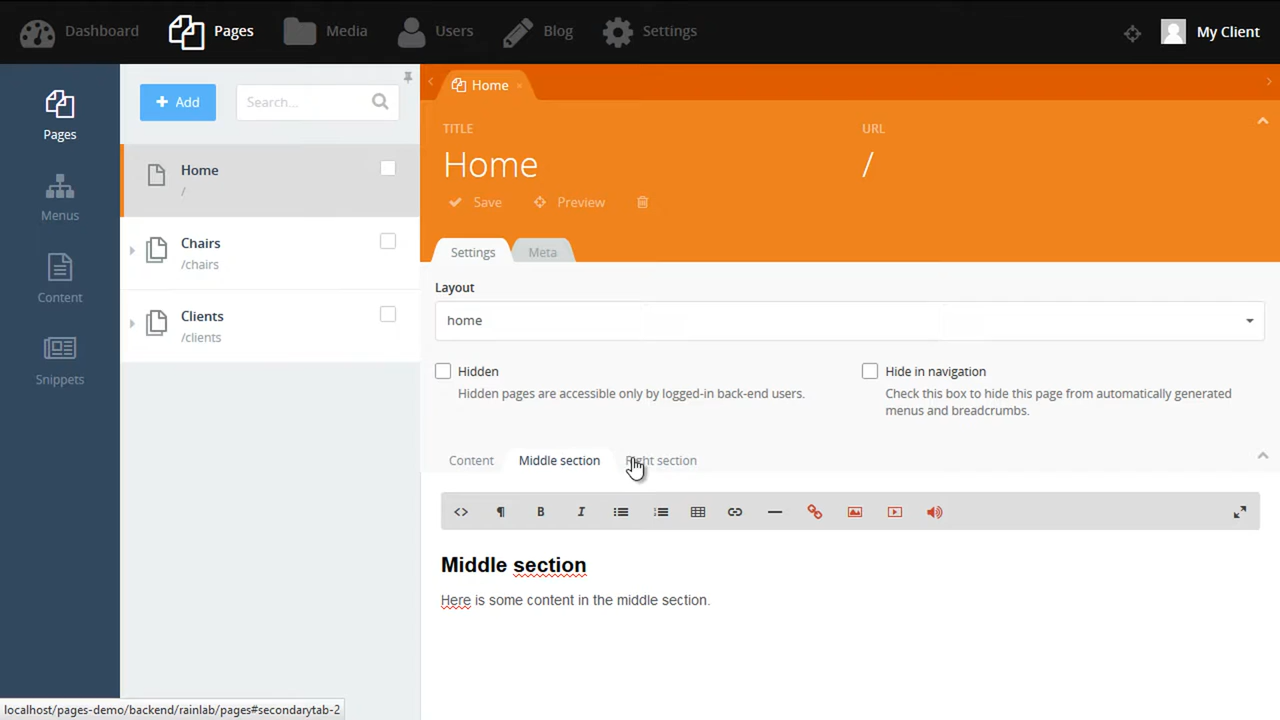 Dashboard Pages Media Users Blog Settings My Client
Pages
Menus
Content
Snippets
Add Search...
Home
/
Chairs
/chairs
Clients
/clients
Home
TITLE URL
Home /
Save Preview
Settings Meta
Layout
home
Hidden
Hidden pages are accessible only by logged-in back-end users.
Hide in navigation
Check this box to hide this page from automatically generated
menus and breadcrumbs.
Content Middle section section
B I
Middle section
Here is some content in the middle section.
localhost/pages-demo/backend/rainlab/pages#secondarytab-2